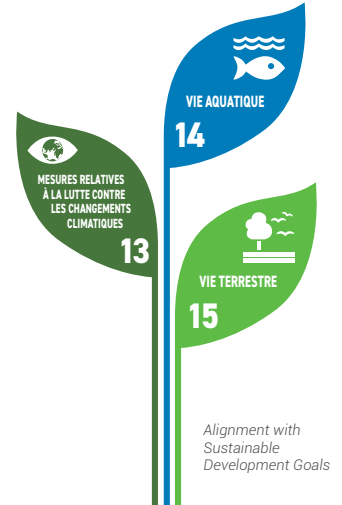 VIE AQUATIQUE
14
MESURES RELATIVES
À LA LUTTE CONTRE
LES CHANGEMENTS
CLIMATIQUES
13
VIE TERRESTRE
15
Alignment with
Sustainable
Development Goals